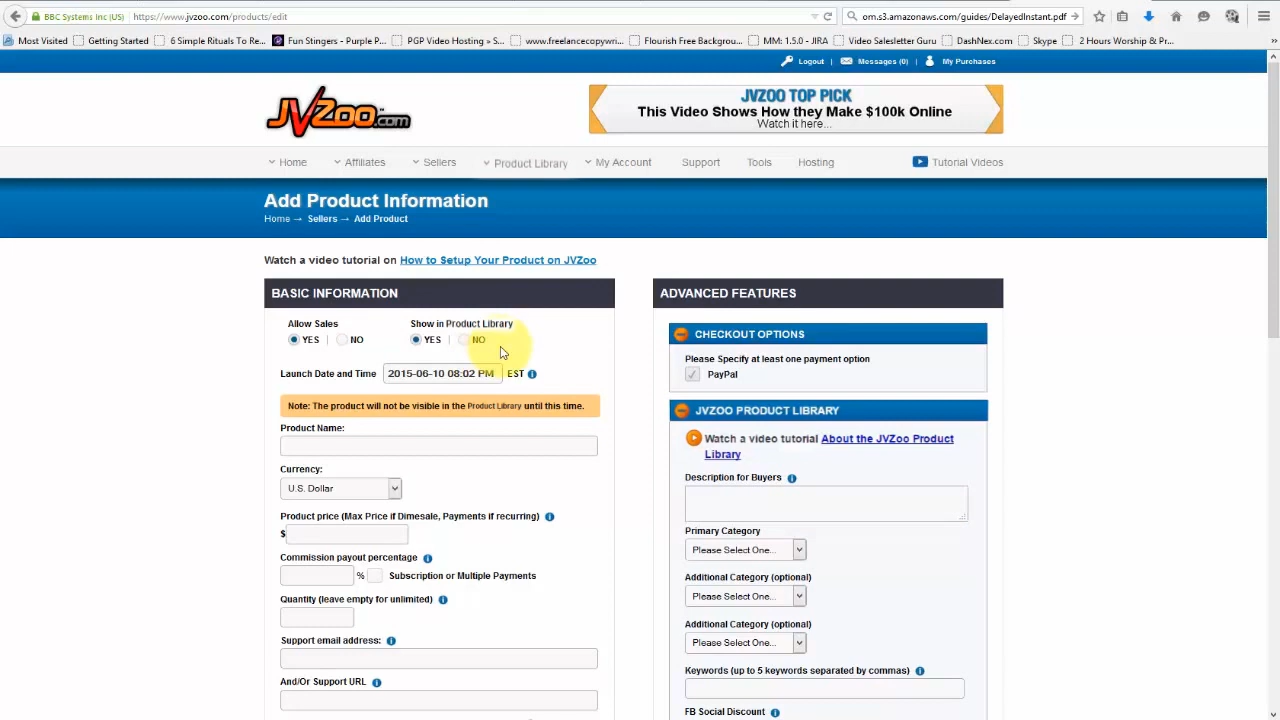 BBC Systems Inc (US) https://www.jvzoo.com/products/edit om.s3.amazonaws.com/guides/DelayedInstant.pdf
Most Visited Getting Started 6 Simple Rituals To Re... Fun Stingers - Purple P... PGP Video Hosting » S... www.freelancecopywri... Flourish Free Backgrou... MM: 1.5.0 - JIRA Video Salesletter Guru DashNex.com Skype 2 Hours Worship & Pr...
Logout | Messages (0) | My Purchases
JVZoo.com
JVZOO TOP PICK
This Video Shows How they Make $100k Online
Watch it here...
Home Affiliates Sellers Product Library My Account Support Tools Hosting Tutorial Videos
Add Product Information
Home → Sellers → Add Product
Watch a video tutorial on How to Setup Your Product on JVZoo
BASIC INFORMATION
Allow Sales Show in Product Library
YES | NO YES | NO
Launch Date and Time 2015-06-10 08:02 PM EST
Note: The product will not be visible in the Product Library until this time.
Product Name:
Currency:
U.S. Dollar
Product price (Max Price if Dimesale, Payments if recurring)
$
Commission payout percentage
% Subscription or Multiple Payments
Quantity (leave empty for unlimited)
Support email address:
And/Or Support URL
ADVANCED FEATURES
CHECKOUT OPTIONS
Please Specify at least one payment option
PayPal
JVZOO PRODUCT LIBRARY
Watch a video tutorial About the JVZoo Product
Library
Description for Buyers
Primary Category
Please Select One...
Additional Category (optional)
Please Select One...
Additional Category (optional)
Please Select One...
Keywords (up to 5 keywords separated by commas)
FB Social Discount